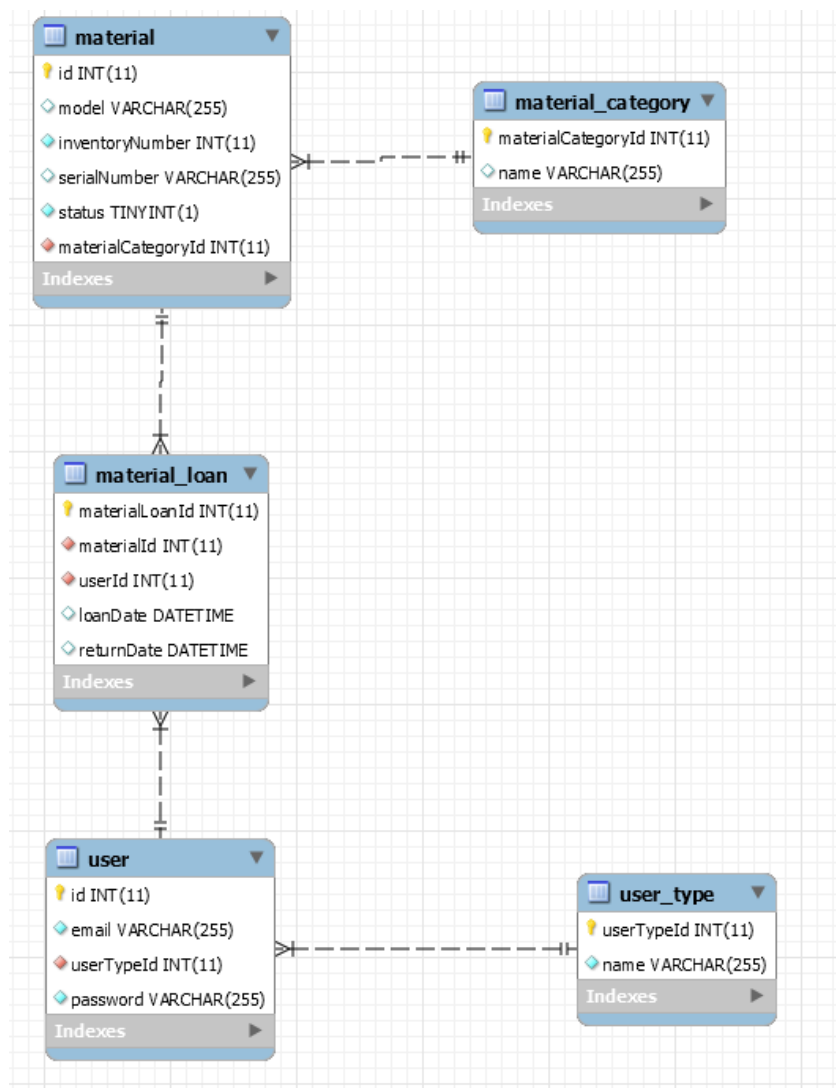 material
id INT(11)
model VARCHAR(255)
inventoryNumber INT(11)
serialNumber VARCHAR(255)
status TINYINT(1)
materialCategoryId INT(11)
Indexes
material_category
materialCategoryId INT(11)
name VARCHAR(255)
Indexes
material_loan
materialLoanId INT(11)
materialId INT(11)
userId INT(11)
loanDate DATETIME
returnDate DATETIME
Indexes
user
id INT(11)
email VARCHAR(255)
userTypeId INT(11)
password VARCHAR(255)
Indexes
user_type
userTypeId INT(11)
name VARCHAR(255)
Indexes